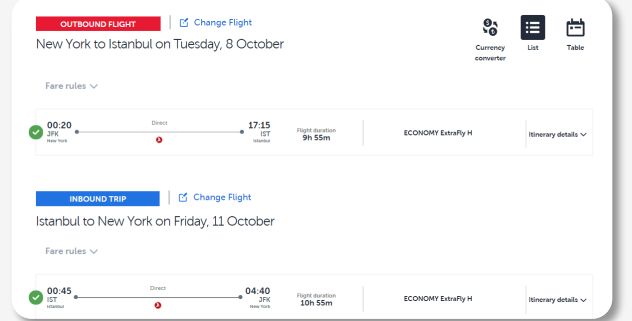 OUTBOUND FLIGHT
Change Flight
New York to Istanbul on Tuesday, 8 October
Currency converter
List
Table
Fare rules
00:20
JFK
New York
Direct
17:15
IST
Istanbul
Flight duration
9h 55m
ECONOMY ExtraFly H
Itinerary details
INBOUND TRIP
Change Flight
Istanbul to New York on Friday, 11 October
Fare rules
00:45
IST
Istanbul
Direct
04:40
JFK
New York
Flight duration
10h 55m
ECONOMY ExtraFly H
Itinerary details